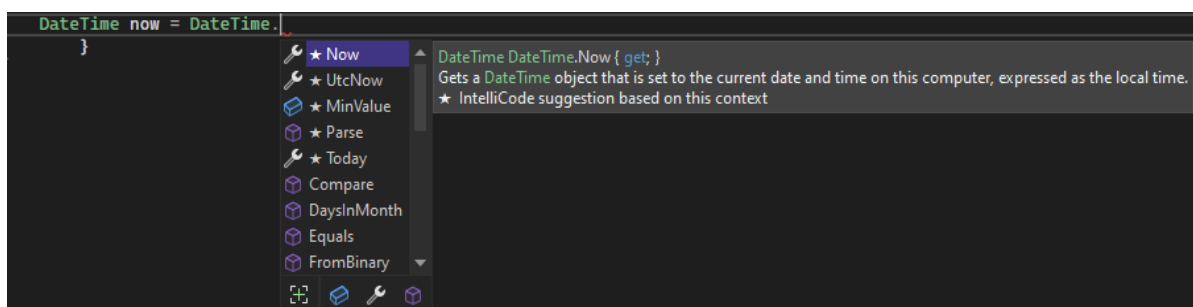 DateTime now = DateTime.
}
★ Now
★ UtcNow
★ MinValue
★ Parse
★ Today
Compare
DaysInMonth
Equals
FromBinary
DateTime DateTime.Now { get; }
Gets a DateTime object that is set to the current date and time on this computer, expressed as the local time.
★ IntelliCode suggestion based on this context